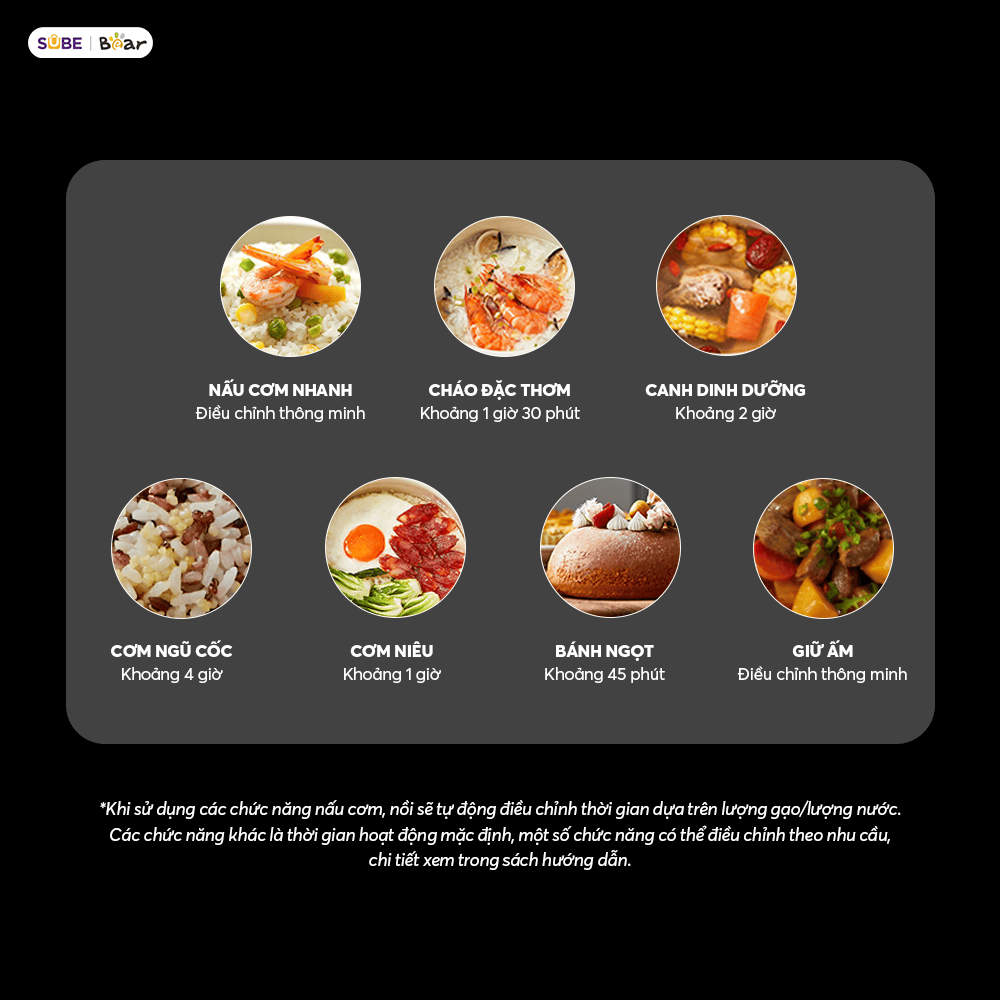 SUBE | Bear
NẤU CƠM NHANH
Điều chỉnh thông minh
CHÁO ĐẶC THƠM
Khoảng 1 giờ 30 phút
CANH DINH DƯỠNG
Khoảng 2 giờ
CƠM NGŨ CỐC
Khoảng 4 giờ
CƠM NIÊU
Khoảng 1 giờ
BÁNH NGỌT
Khoảng 45 phút
GIỮ ẤM
Điều chỉnh thông minh
*Khi sử dụng các chức năng nấu cơm, nồi sẽ tự động điều chỉnh thời gian dựa trên lượng gạo/lượng nước.
Các chức năng khác là thời gian hoạt động mặc định, một số chức năng có thể điều chỉnh theo nhu cầu,
chi tiết xem trong sách hướng dẫn.